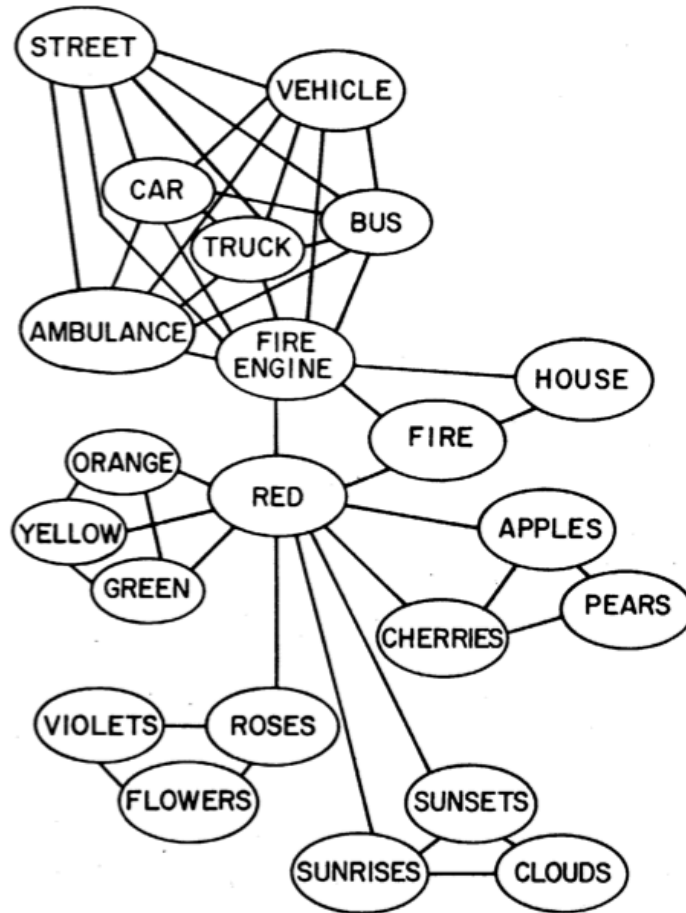 STREET
VEHICLE
CAR
BUS
TRUCK
AMBULANCE
FIRE
ENGINE
HOUSE
FIRE
ORANGE
RED
YELLOW
APPLES
GREEN
PEARS
CHERRIES
VIOLETS
ROSES
FLOWERS
SUNSETS
SUNRISES
CLOUDS